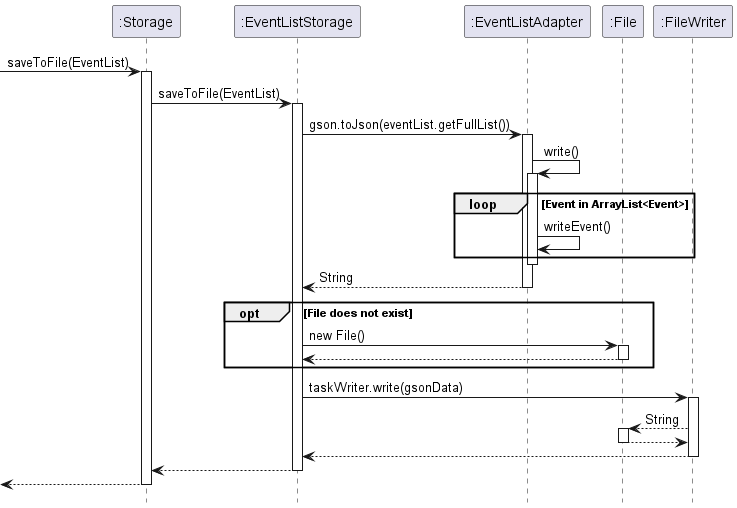 :Storage
:EventListStorage
:EventListAdapter
:File
:FileWriter
saveToFile(EventList)
saveToFile(EventList)
gson.toJson(eventList.getFullList())
write()
loop
[Event in ArrayList<Event>]
writeEvent()
String
opt
[File does not exist]
new File()
taskWriter.write(gsonData)
String